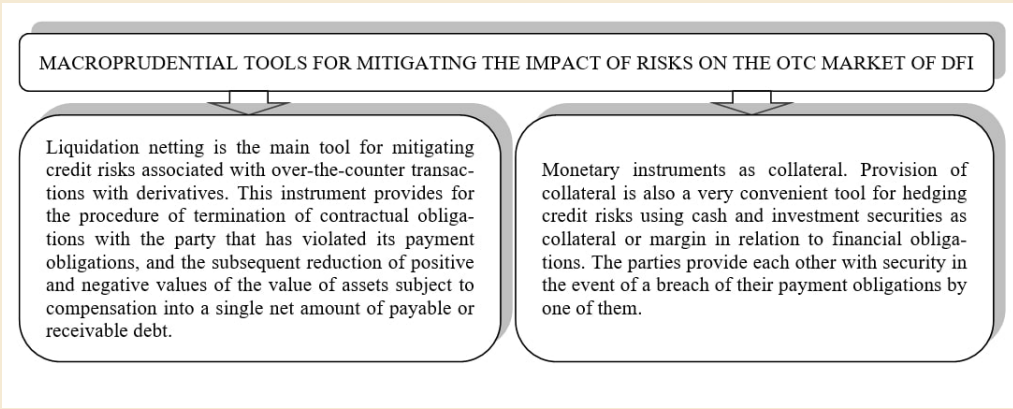 MACROPRUDENTIAL TOOLS FOR MITIGATING THE IMPACT OF RISKS ON THE OTC MARKET OF DFI
Liquidation netting is the main tool for mitigating
credit risks associated with over-the-counter transac-
tions with derivatives. This instrument provides for
the procedure of termination of contractual obliga-
tions with the party that has violated its payment
obligations, and the subsequent reduction of positive
and negative values of the value of assets subject to
compensation into a single net amount of payable or
receivable debt.
Monetary instruments as collateral. Provision of
collateral is also a very convenient tool for hedging
credit risks using cash and investment securities as
collateral or margin in relation to financial obliga-
tions. The parties provide each other with security in
the event of a breach of their payment obligations by
one of them.